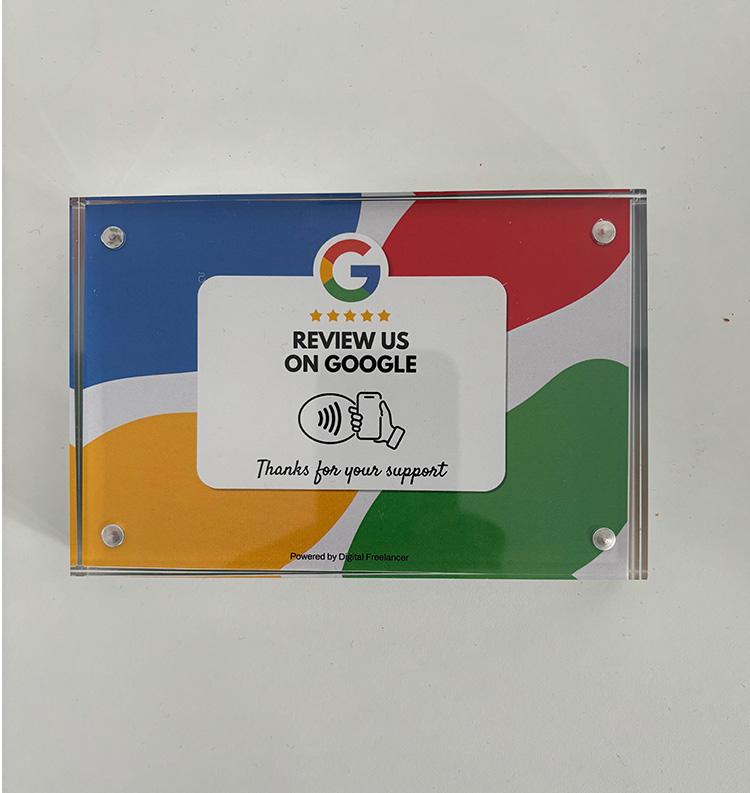 G
REVIEW US
ON GOOGLE
Thanks for your support
Powered by Digital Freelancer